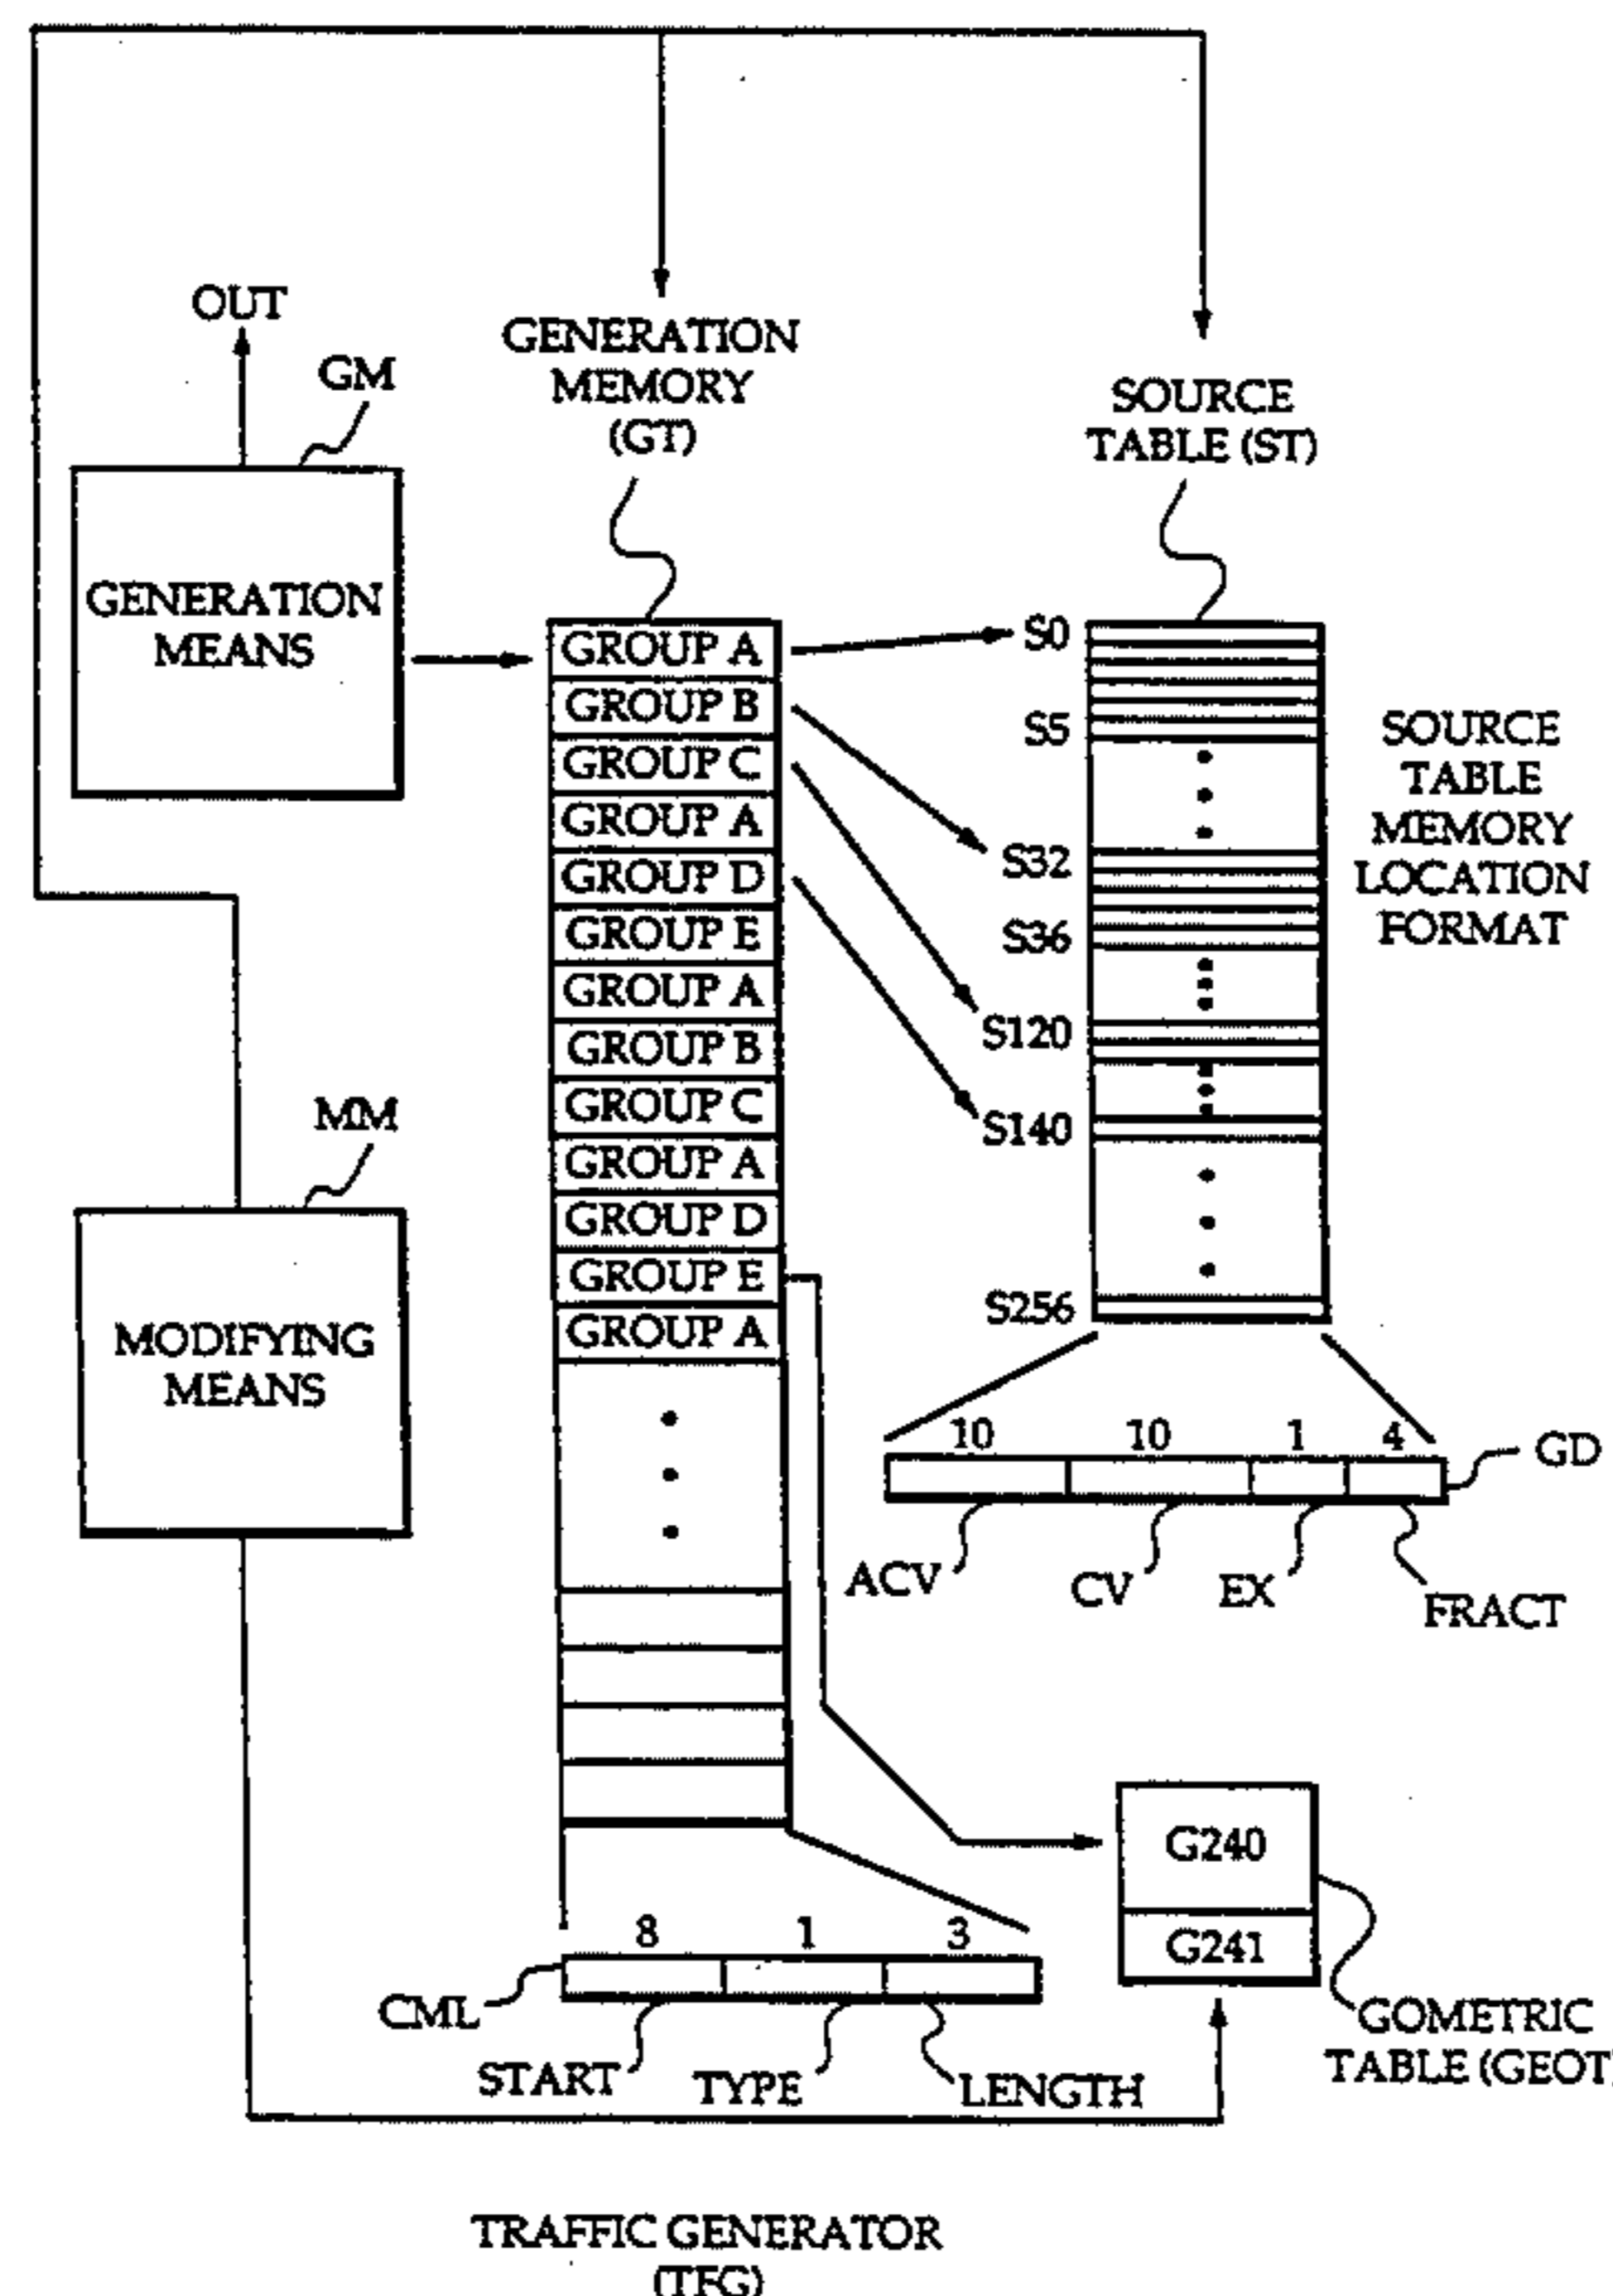 OUT
GM
GENERATION
MEMORY
(GT)
SOURCE
TABLE (ST)
GENERATION
MEANS
GROUP A
GROUP B
GROUP C
GROUP A
GROUP D
GROUP E
GROUP A
GROUP B
GROUP C
GROUP A
GROUP D
GROUP E
GROUP A
S0
S5
S32
S36
S120
S140
S256
SOURCE
TABLE
MEMORY
LOCATION
FORMAT
MM
MODIFYING
MEANS
10 10 1 4
GD
ACV CV EX FRACT
G240
G241
8 1 3
CML
START TYPE LENGTH
GOMETRIC
TABLE (GEOT)
TRAFFIC GENERATOR
(TFG)